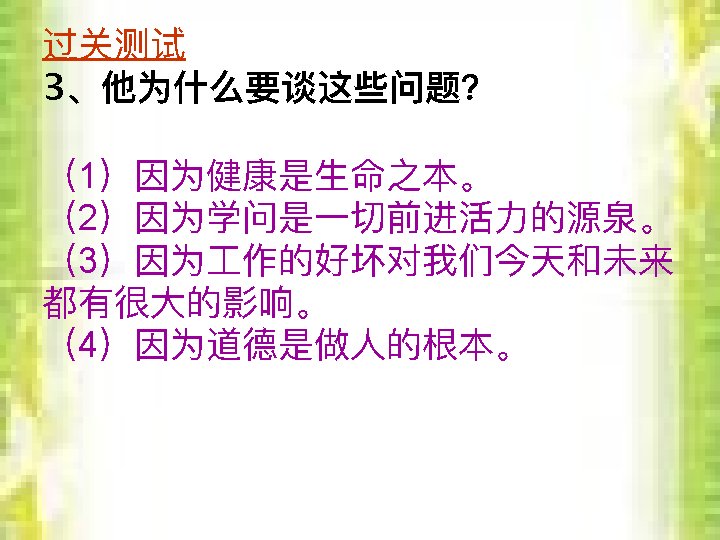 过关测试
3、他为什么要谈这些问题?
（1）因为健康是生命之本。
（2）因为学问是一切前进活力的源泉。
（3）因为工作的好坏对我们今天和未来
都有很大的影响。
（4）因为道德是做人的根本。